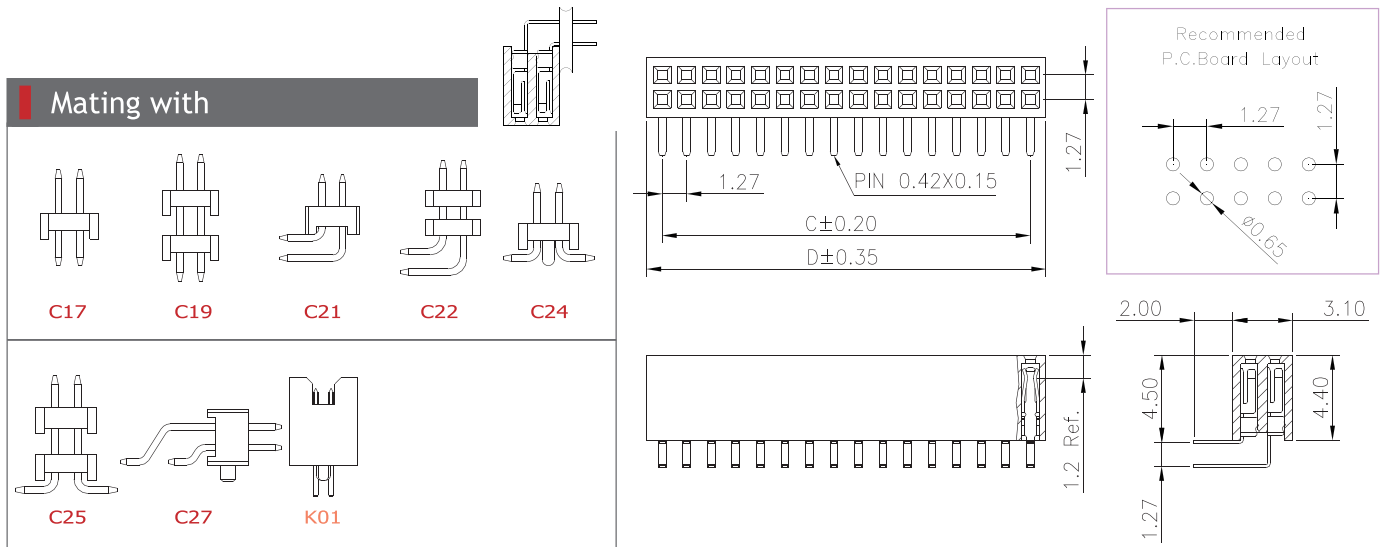 Mating with
C17
C19
C21
C22
C24
C25
C27
K01
1.27
1.27
PIN 0.42X0.15
C±0.20
D±0.35
Recommended
P.C.Board Layout
1.27
1.27
ø0.65
1.2 Ref.
2.00
3.10
4.50
4.40
1.27